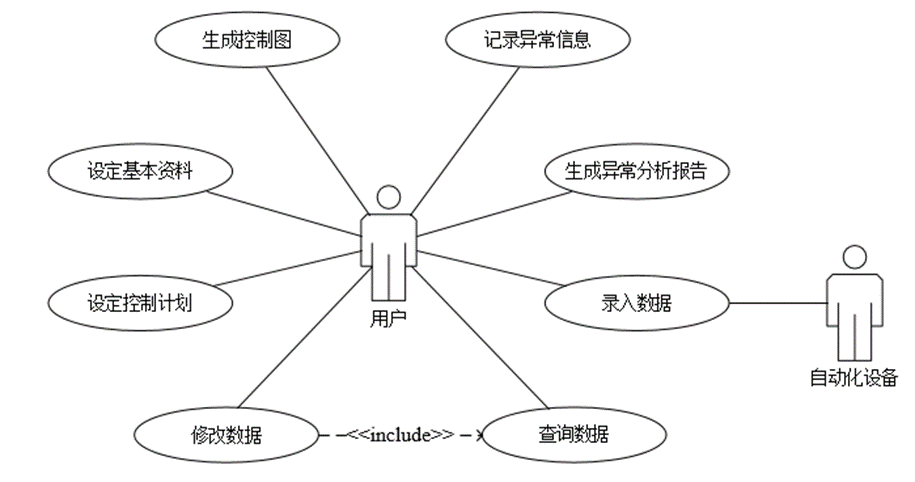 生成控制图
记录异常信息
设定基本资料
生成异常分析报告
设定控制计划
用户
录入数据
自动化设备
修改数据
<<include>>
查询数据